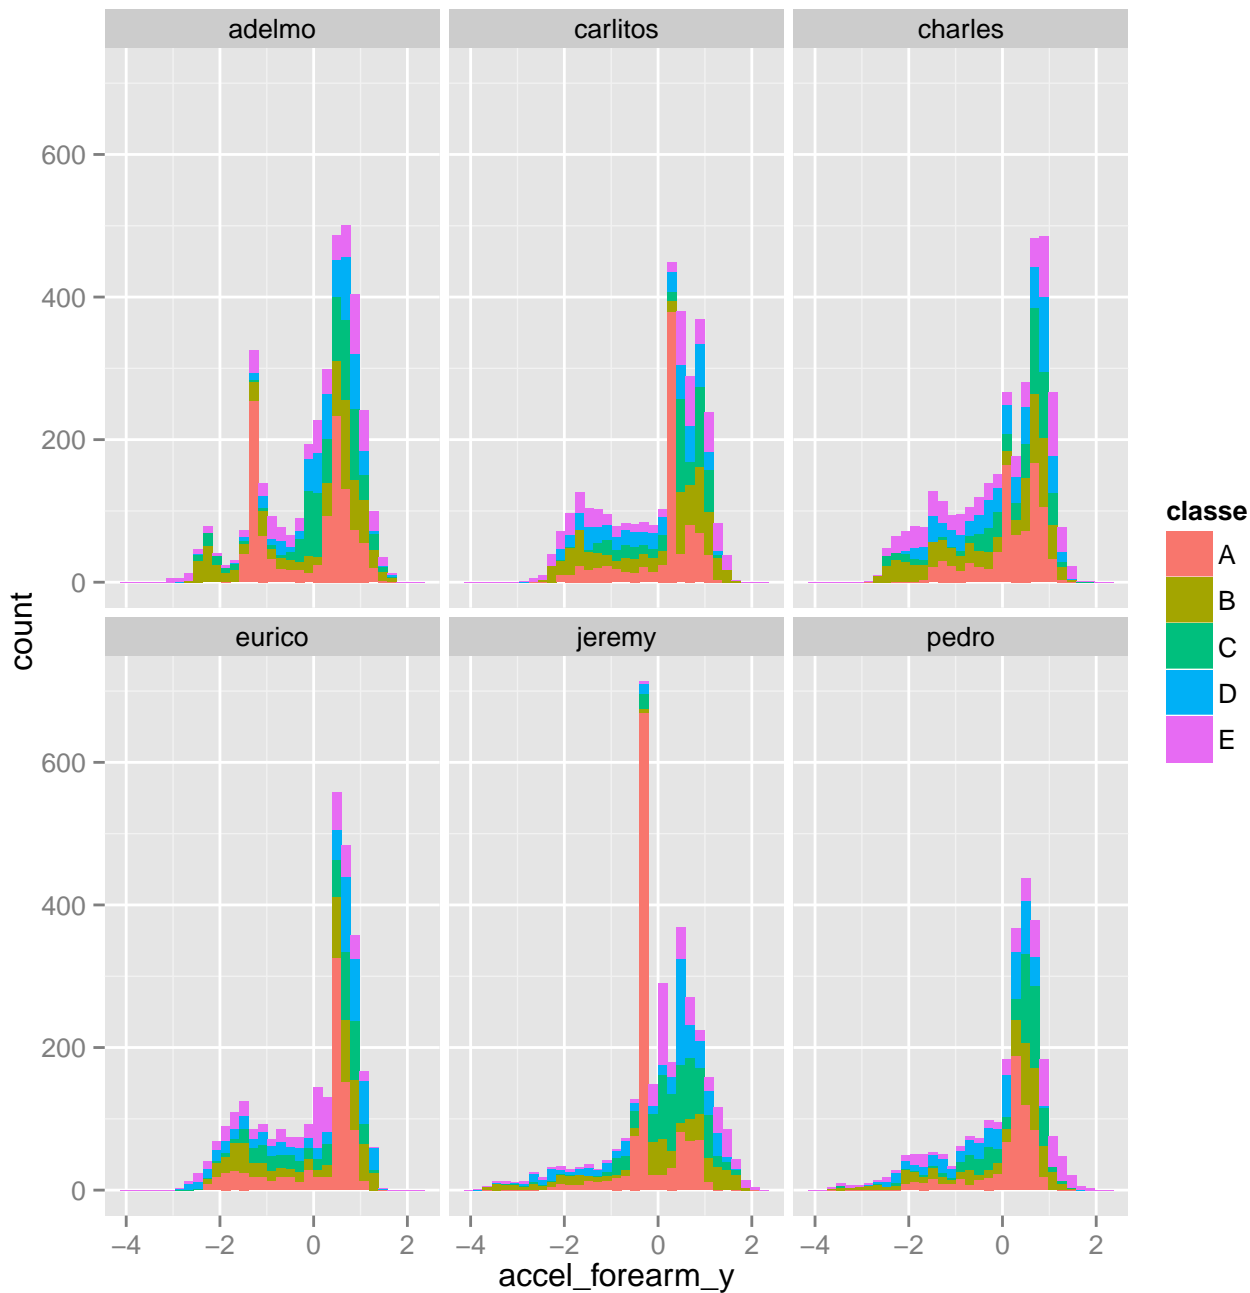 adelmo carlitos charles
600
400
200
0
eurico jeremy pedro
600
400
200
0
−4 −2 0 2 −4 −2 0 2 −4 −2 0 2
accel_forearm_y
count
classe
A
B
C
D
E